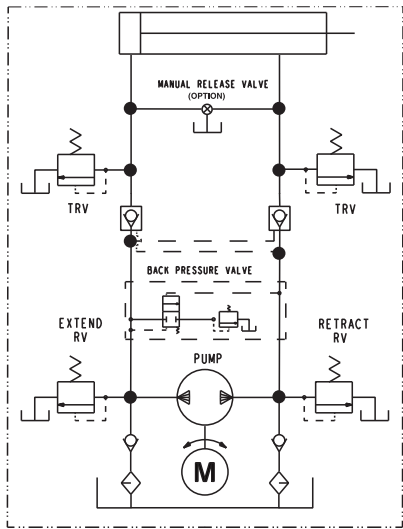 MANUAL RELEASE VALVE
(OPTION)
TRV
TRV
BACK PRESSURE VALVE
EXTEND
RV
RETRACT
RV
PUMP
M